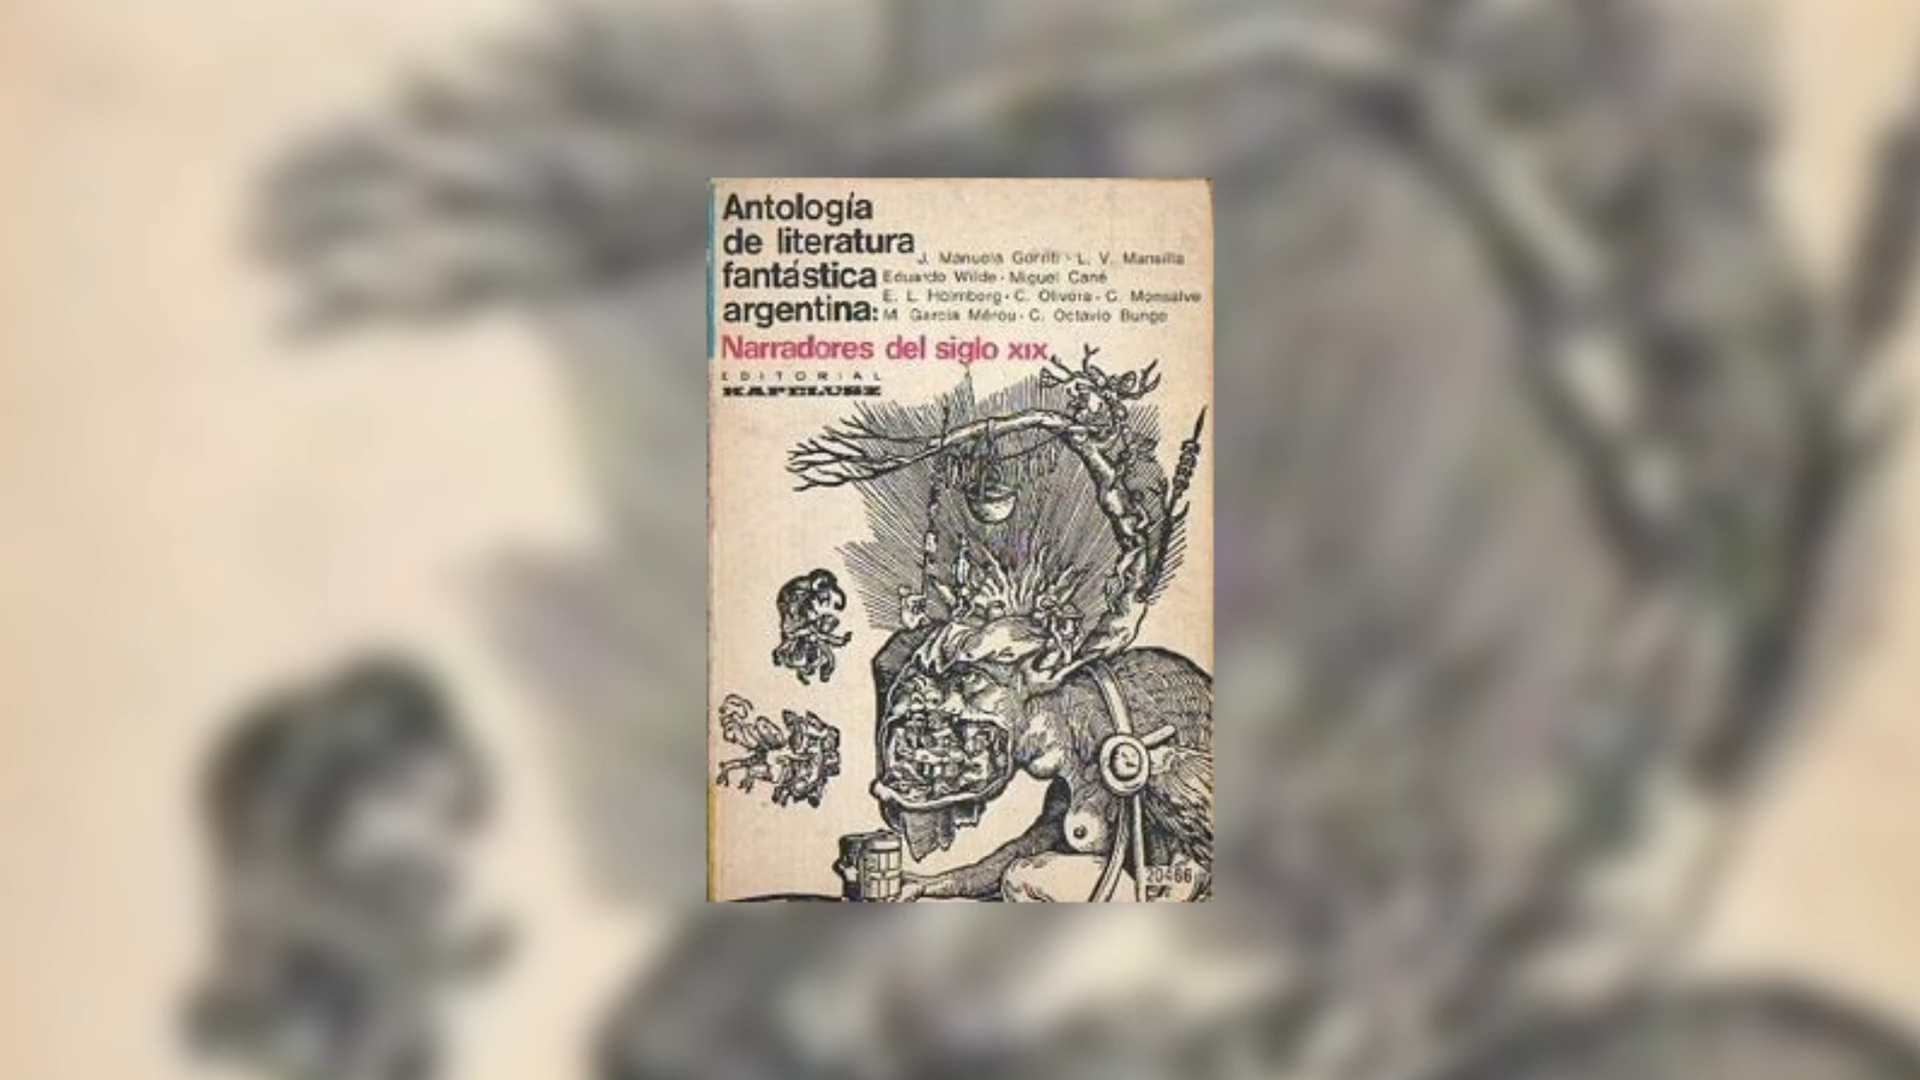 Antología
de literatura
fantástica
argentina:
J. Manuela Gorriti · L. V. Mansilla
Eduardo Wilde · Miguel Cané
E. L. Holmberg · C. Olivera · C. Monsalve
M. García Mérou · C. Octavio Bunge
Narradores del siglo XIX
EDITORIAL
KAPELUSZ
20466